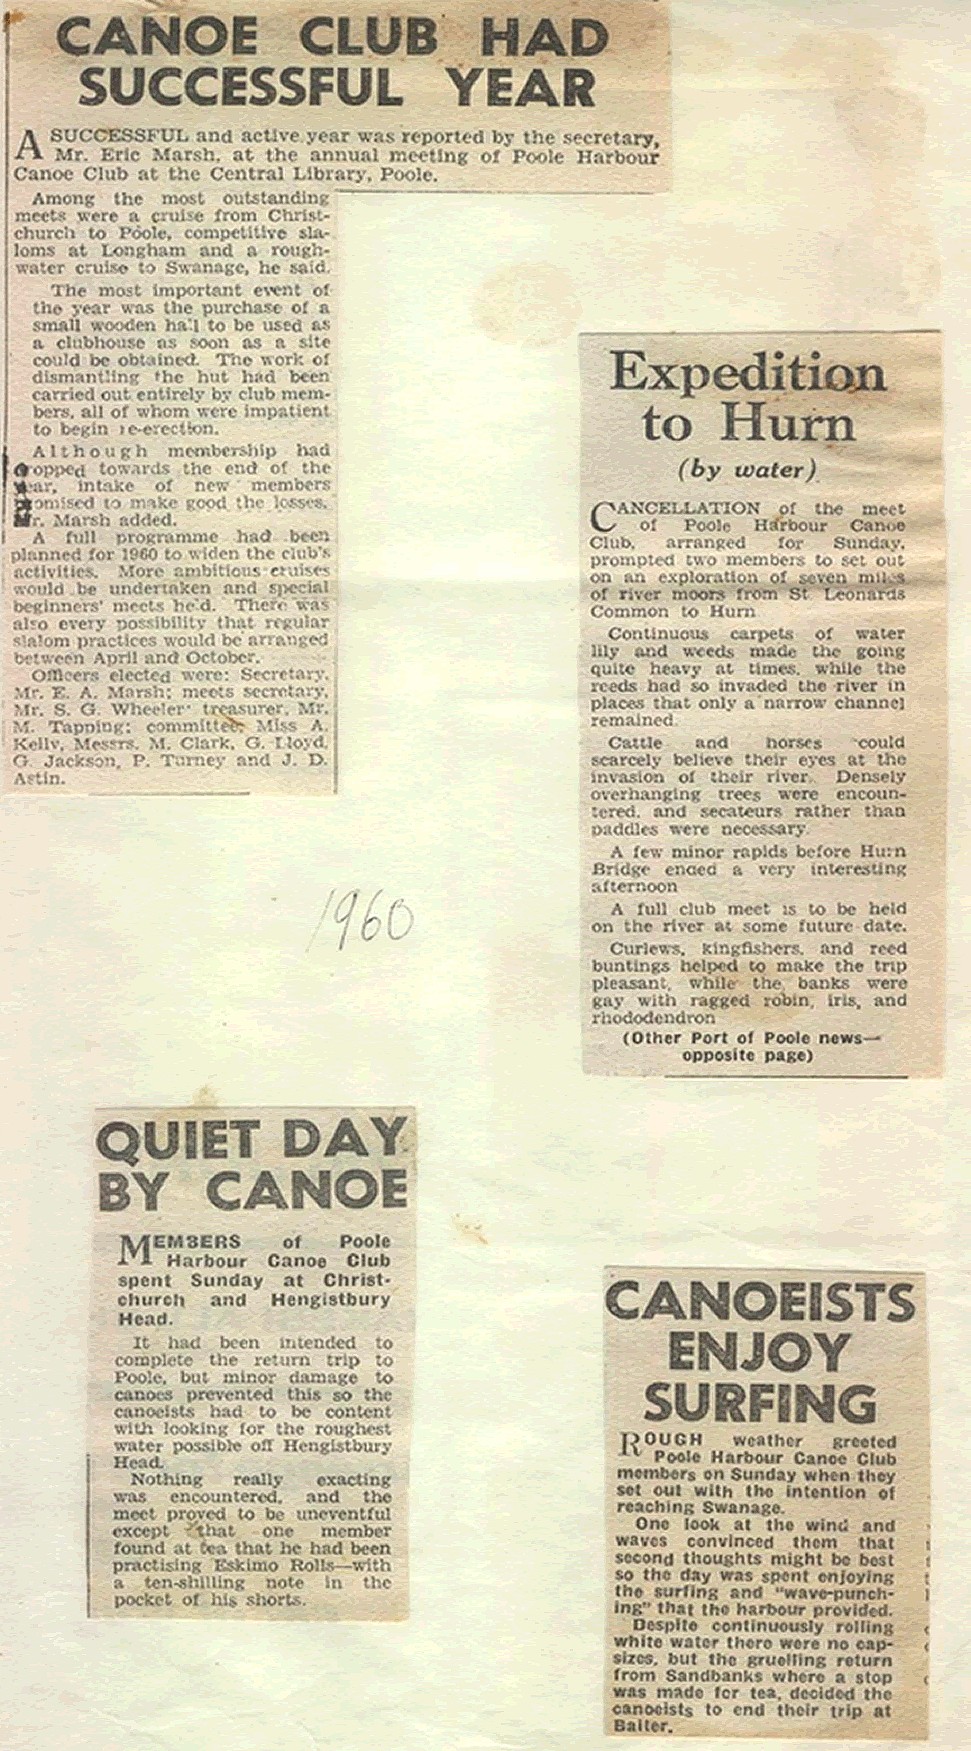 CANOE CLUB HAD
SUCCESSFUL YEAR
A SUCCESSFUL and active year was reported by the secretary,
Mr. Eric Marsh, at the annual meeting of Poole Harbour
Canoe Club at the Central Library, Poole.
Among the most outstanding
meets were a cruise from Christ-
church to Poole, competitive sla-
loms at Longham and a rough-
water cruise to Swanage, he said.
The most important event of
the year was the purchase of a
small wooden hall to be used as
a clubhouse as soon as a site
could be obtained. The work of
dismantling the hut had been
carried out entirely by club mem-
bers, all of whom were impatient
to begin re-erection.
Although membership had
dropped towards the end of the
year, intake of new members
promised to make good the losses,
Mr. Marsh added.
A full programme had been
planned for 1960 to widen the club's
activities. More ambitious cruises
would be undertaken and special
beginners' meets held. There was
also every possibility that regular
slalom practices would be arranged
between April and October.
Officers elected were: Secretary,
Mr. E. A. Marsh; meets secretary,
Mr. S. G. Wheeler; treasurer, Mr.
M. Tapping; committee, Miss A.
Kelly, Messrs. M. Clark, G. Lloyd,
G. Jackson, P. Turney and J. D.
Astin.
Expedition
to Hurn
(by water)
CANCELLATION of the meet
of Poole Harbour Canoe
Club, arranged for Sunday,
prompted two members to set out
on an exploration of seven miles
of river moors from St. Leonards
Common to Hurn
Continuous carpets of water
lily and weeds made the going
quite heavy at times, while the
reeds had so invaded the river in
places that only a narrow channel
remained.
Cattle and horses could
scarcely believe their eyes at the
invasion of their river. Densely
overhanging trees were encoun-
tered, and secateurs rather than
paddles were necessary.
A few minor rapids before Hurn
Bridge ended a very interesting
afternoon
A full club meet is to be held
on the river at some future date.
Curlews, kingfishers, and reed
buntings helped to make the trip
pleasant, while the banks were
gay with ragged robin, iris, and
rhododendron
(Other Port of Poole news—
opposite page)
1960
QUIET DAY
BY CANOE
MEMBERS of Poole
Harbour Canoe Club
spent Sunday at Christ-
church and Hengistbury
Head.
It had been intended to
complete the return trip to
Poole, but minor damage to
canoes prevented this so the
canoeists had to be content
with looking for the roughest
water possible off Hengistbury
Head.
Nothing really exacting
was encountered, and the
meet proved to be uneventful
except that one member
found at tea that he had been
practising Eskimo Rolls—with
a ten-shilling note in the
pocket of his shorts.
CANOEISTS
ENJOY
SURFING
ROUGH weather greeted
Poole Harbour Canoe Club
members on Sunday when they
set out with the intention of
reaching Swanage.
One look at the wind and
waves convinced them that
second thoughts might be best
so the day was spent enjoying
the surfing and "wave-punch-
ing" that the harbour provided.
Despite continuously rolling
white water there were no cap-
sizes, but the gruelling return
from Sandbanks where a stop
was made for tea, decided the
canoeists to end their trip at
Baiter.